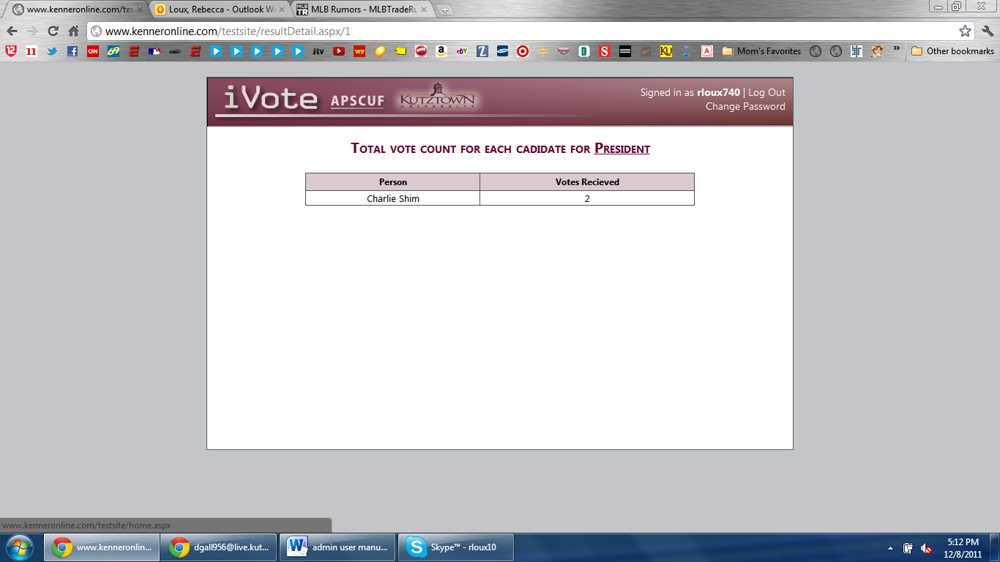 www.kenneronline.com/tes
Loux, Rebecca - Outlook W
MLB Rumors - MLBTradeRu
www.kenneronline.com/testsite/resultDetail.aspx/1
Mom's Favorites
Other bookmarks
iVote APSCUF KUTZTOWN UNIVERSITY
Signed in as rloux740 | Log Out
Change Password
Total vote count for each cadidate for President
Person Votes Recieved
Charlie Shim 2
www.kenneronline.com/testsite/home.aspx
www.kenneronlin...
dgall956@live.kut...
admin user manu...
Skype™ - rloux10
5:12 PM
12/8/2011